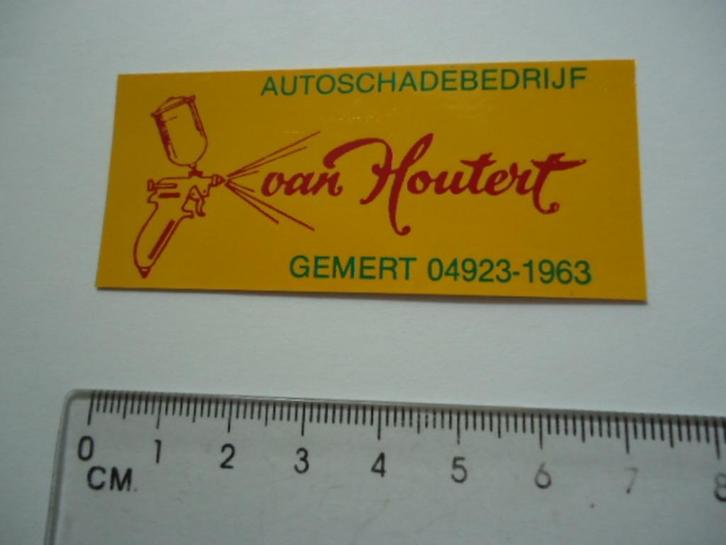 AUTOSCHADEBEDRIJF
van Houtert
GEMERT 04923-1963
0 1 2 3 4 5 6 7 8
CM.